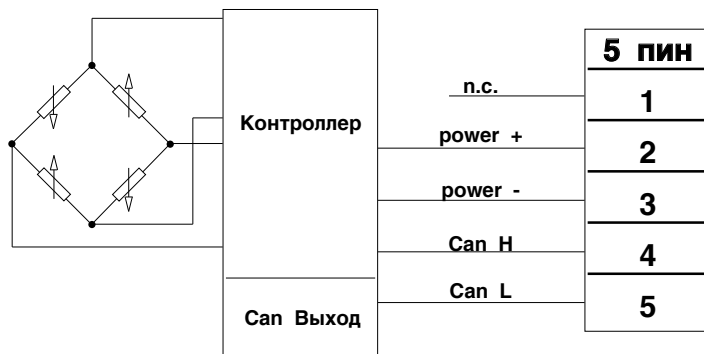 5 пин
n.c.
1
Контроллер
power +
2
power -
3
Can H
4
Can L
5
Can Выход